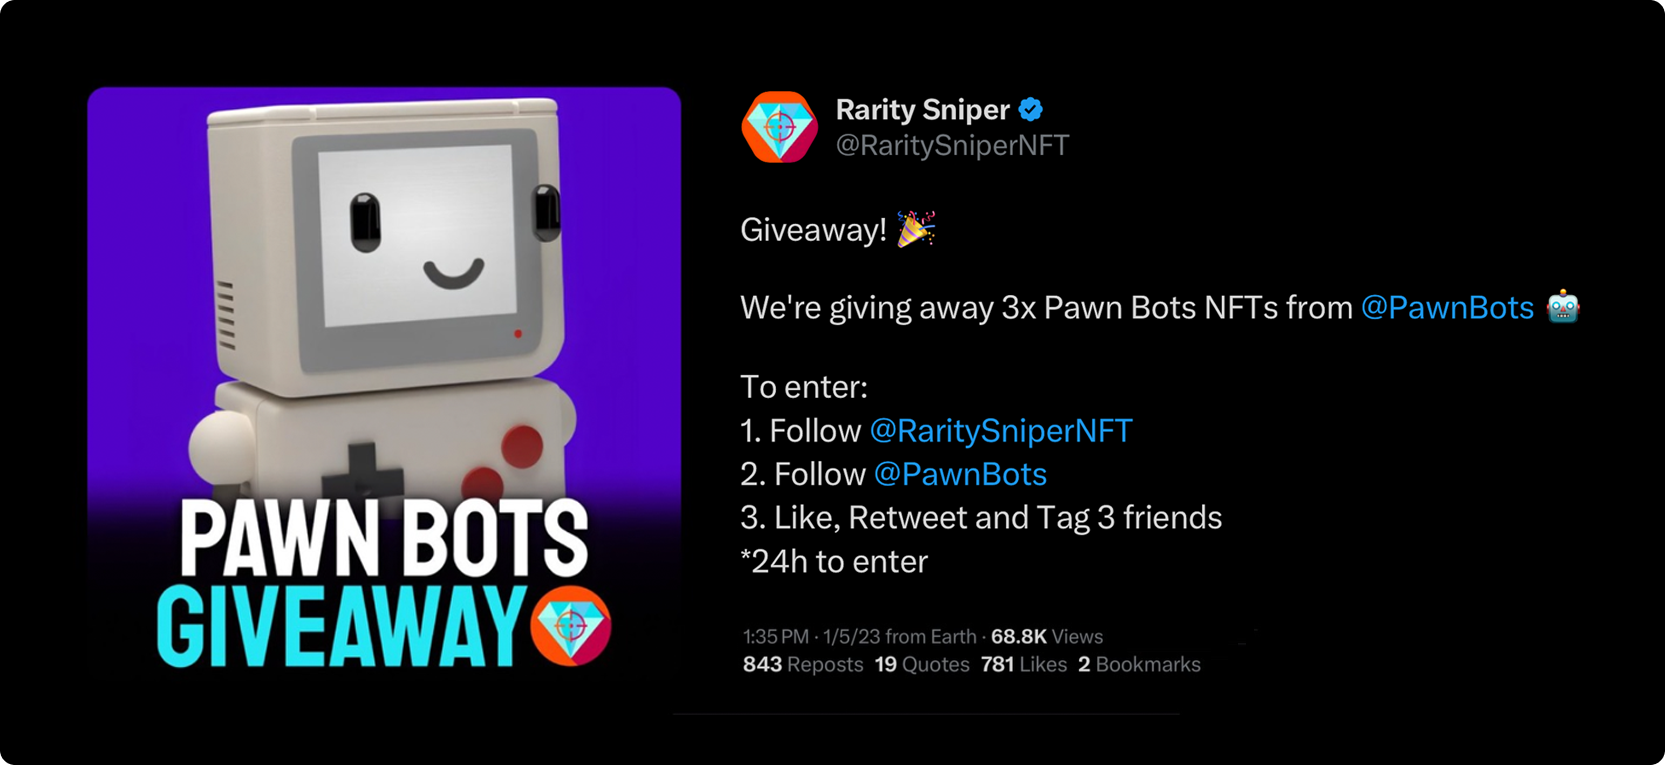 PAWN BOTS
GIVEAWAY
Rarity Sniper
@RaritySniperNFT
Giveaway! 🎉
We're giving away 3x Pawn Bots NFTs from @PawnBots 🤖
To enter:
1. Follow @RaritySniperNFT
2. Follow @PawnBots
3. Like, Retweet and Tag 3 friends
*24h to enter
1:35 PM · 1/5/23 from Earth · 68.8K Views
843 Reposts 19 Quotes 781 Likes 2 Bookmarks